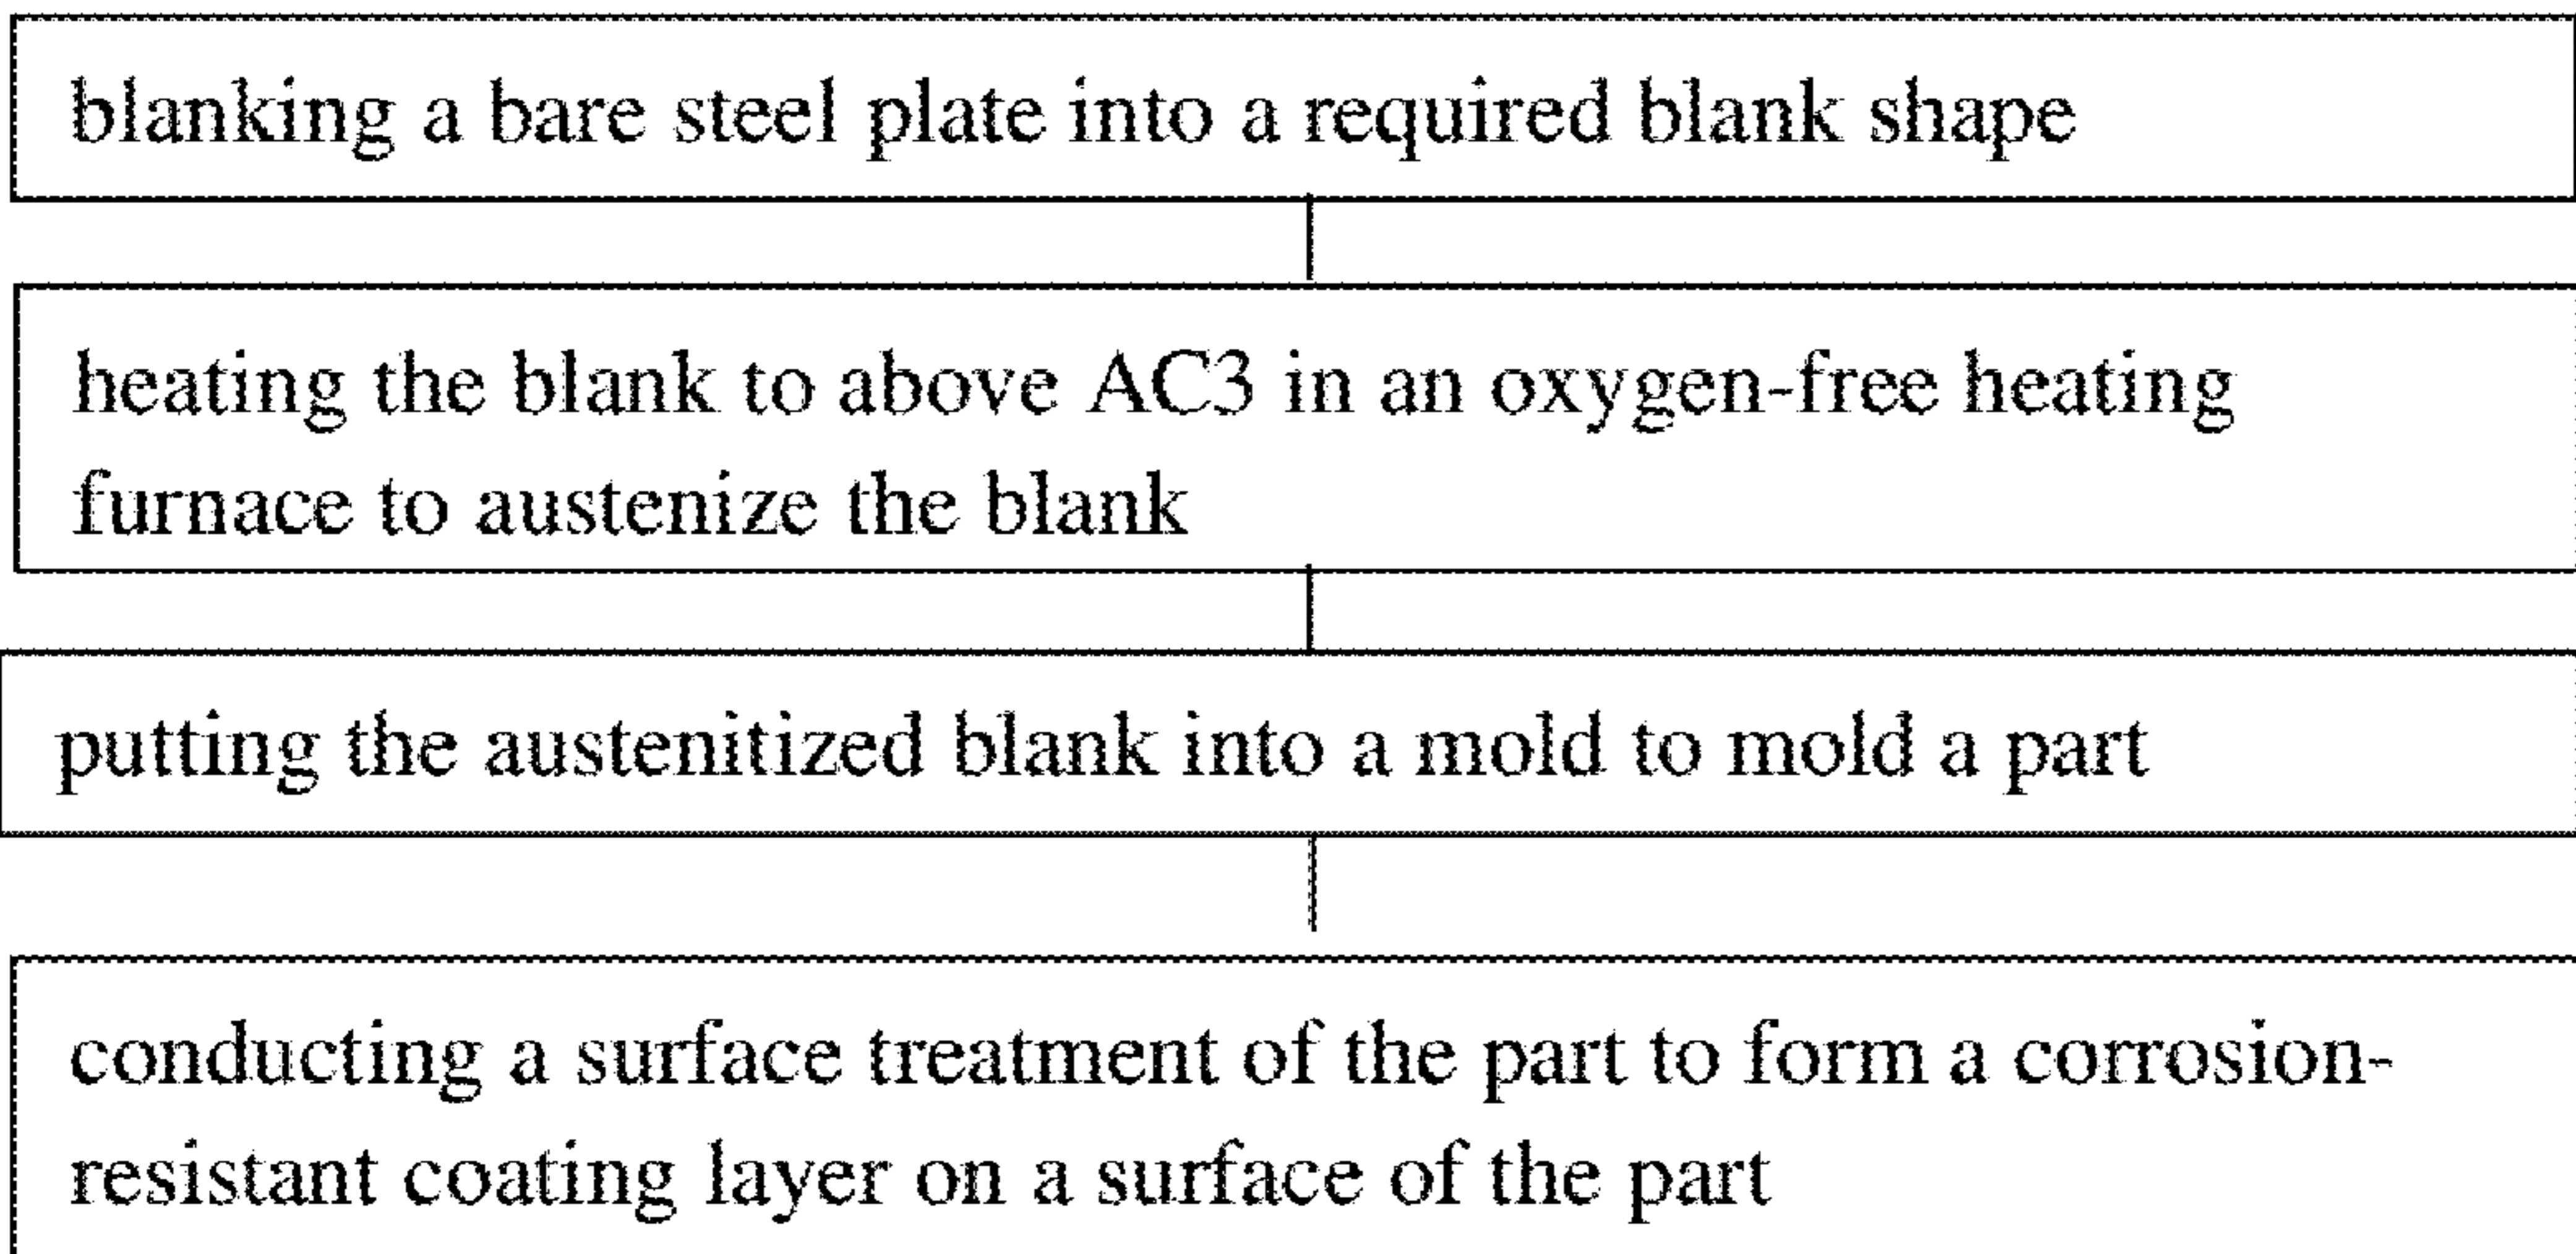 blanking a bare steel plate into a required blank shape
heating the blank to above AC3 in an oxygen-free heating
furnace to austenize the blank
putting the austenitized blank into a mold to mold a part
conducting a surface treatment of the part to form a corrosion-
resistant coating layer on a surface of the part